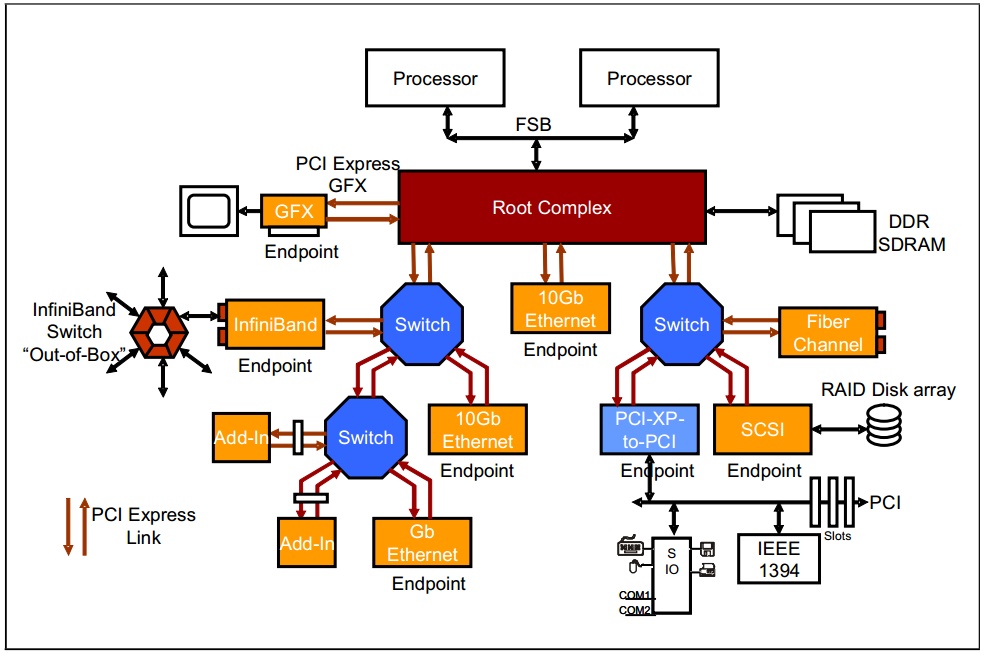 Processor
Processor
FSB
PCI Express
GFX
GFX
Endpoint
Root Complex
DDR
SDRAM
InfiniBand
Switch
“Out-of-Box”
InfiniBand
Endpoint
Switch
10Gb
Ethernet
Endpoint
Switch
Fiber
Channel
RAID Disk array
Add-In
Switch
10Gb
Ethernet
Endpoint
PCI-XP-
to-PCI
Endpoint
SCSI
Endpoint
PCI
Slots
PCI Express
Link
Add-In
Gb
Ethernet
Endpoint
S
IO
COM1
COM2
IEEE
1394